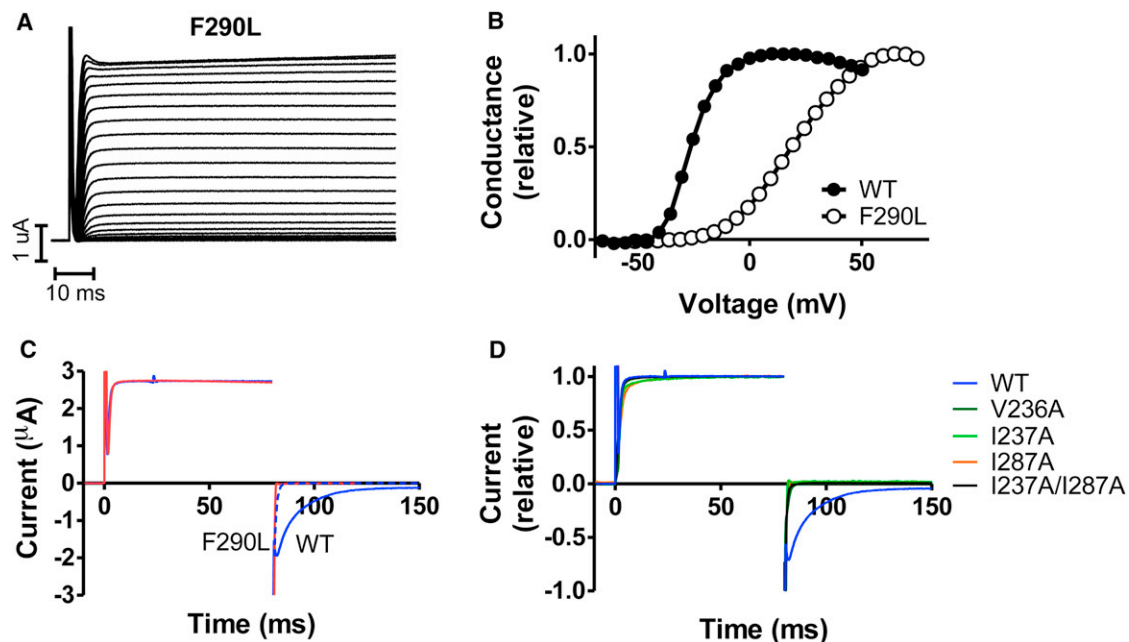 A
F290L
1 uA
10 ms
B
Conductance
(relative)
1.0
0.5
0.0
-50
0
50
WT
F290L
Voltage (mV)
C
Current (µA)
3
2
1
0
-1
-2
-3
50
100
150
F290L
WT
Time (ms)
D
Current
(relative)
1.0
0.5
0.0
-0.5
-1.0
0
50
100
150
Time (ms)
WT
V236A
I237A
I287A
I237A/I287A